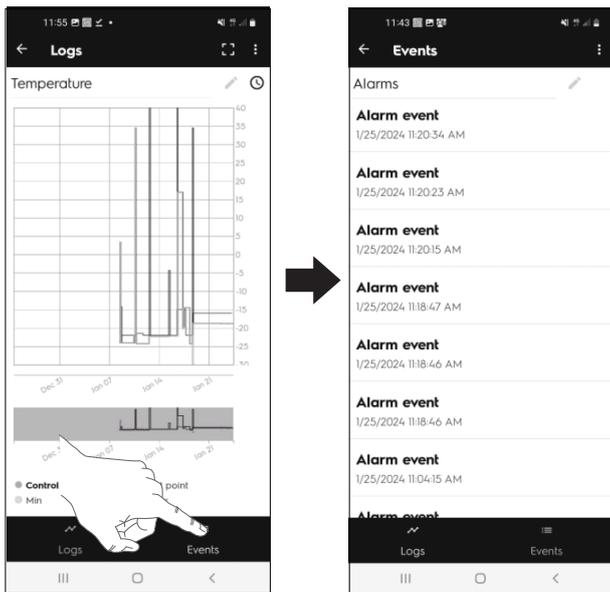 11:55
Logs
Temperature
40
35
30
25
20
15
10
5
0
-5
-10
-15
-20
-25
-30
Dec 31
Jan 07
Jan 14
Jan 21
Jan 07
Jan 14
Jan 21
Control
point
Min
Logs
Events
11:43
Events
Alarms
Alarm event
1/25/2024 11:20:34 AM
Alarm event
1/25/2024 11:20:23 AM
Alarm event
1/25/2024 11:20:15 AM
Alarm event
1/25/2024 11:18:47 AM
Alarm event
1/25/2024 11:18:46 AM
Alarm event
1/25/2024 11:18:46 AM
Alarm event
1/25/2024 11:04:15 AM
Alarm event
Logs
Events